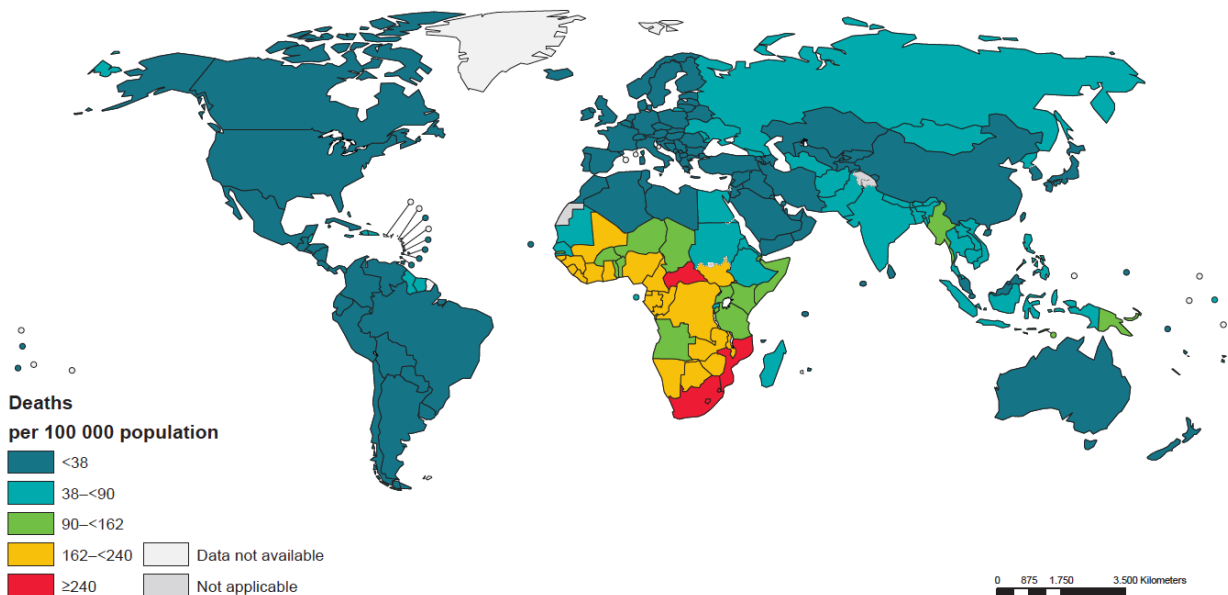 Deaths
per 100 000 population
<38
38–<90
90–<162
162–<240 Data not available
≥240 Not applicable
0 875 1.750 3.500 Kilometers